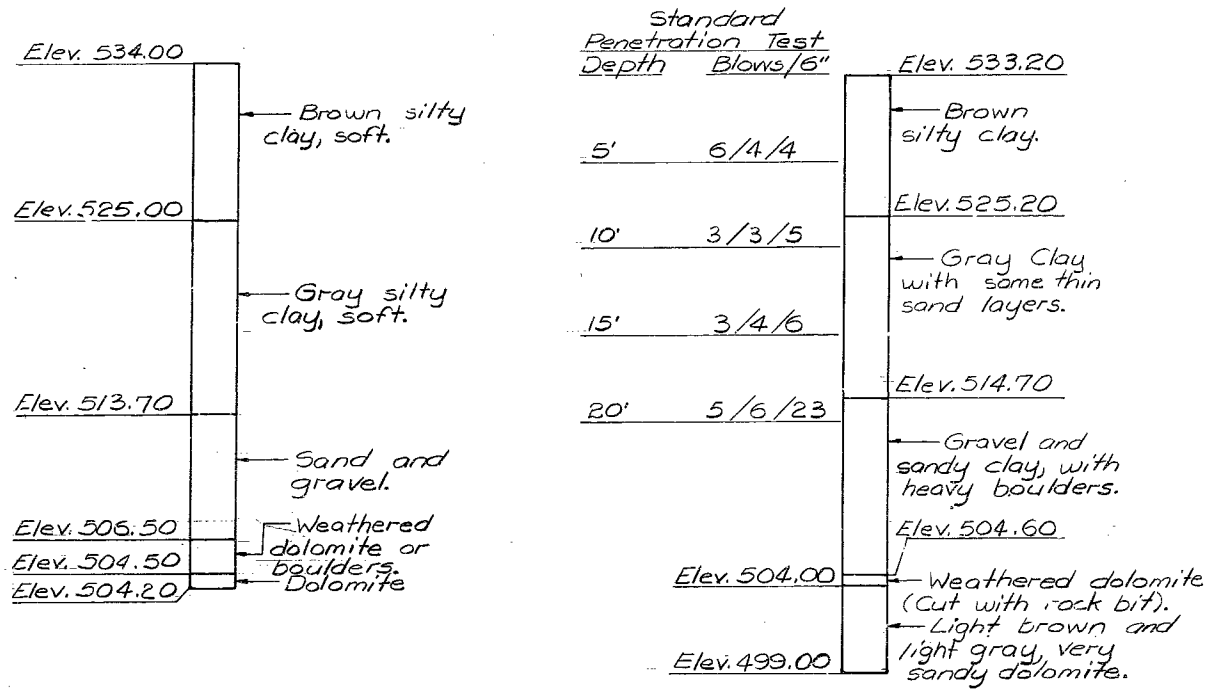 Elev. 534.00
Brown silty
clay, soft.
Elev. 525.00
Gray silty
clay, soft.
Elev. 513.70
Sand and
gravel.
Elev. 506.50
Weathered
dolomite or
boulders.
Elev. 504.50
Dolomite
Elev. 504.20
Standard
Penetration Test
Depth Blows/6"
5' 6/4/4
10' 3/3/5
15' 3/4/6
20' 5/6/23
Elev. 533.20
Brown
silty clay.
Elev. 525.20
Gray Clay
with some thin
sand layers.
Elev. 514.70
Gravel and
sandy clay, with
heavy boulders.
Elev. 504.60
Elev. 504.00
Weathered dolomite
(Cut with rock bit).
Light brown and
light gray, very
sandy dolomite.
Elev. 499.00